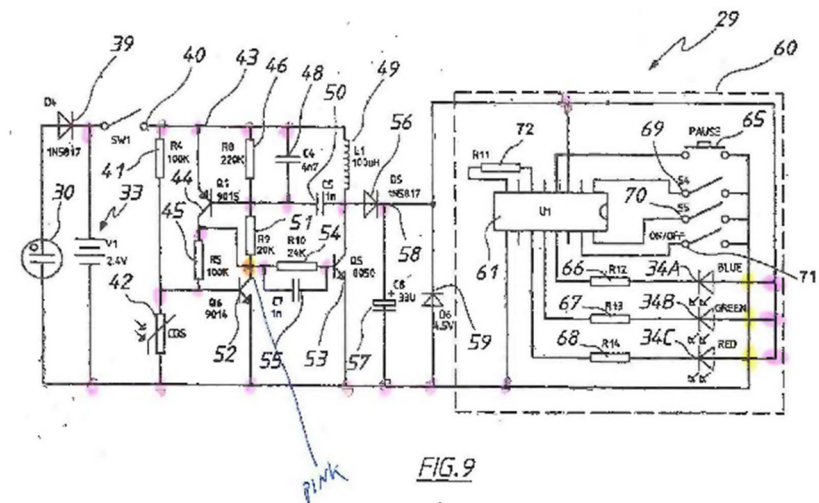 29
60
39
40
43
46
48
50
49
56
D4
1N5817
SW1
41
R4
100K
R8
220K
C4
4n7
L1
100uH
D5
1N5817
72
R11
69
PAUSE
65
S4
70
S5
ON/OFF
71
44
Q7
9015
C5
1n
30
33
V1
2.4V
45
R5
100K
51
R9
20K
R10
24K
54
Q5
8050
58
61
U1
66
R12
34A
BLUE
42
CDS
Q6
9014
52
C7
1n
55
53
C8
33U
57
D6
4.5V
59
67
R13
34B
GREEN
68
R14
34C
RED
PINK
FIG.9